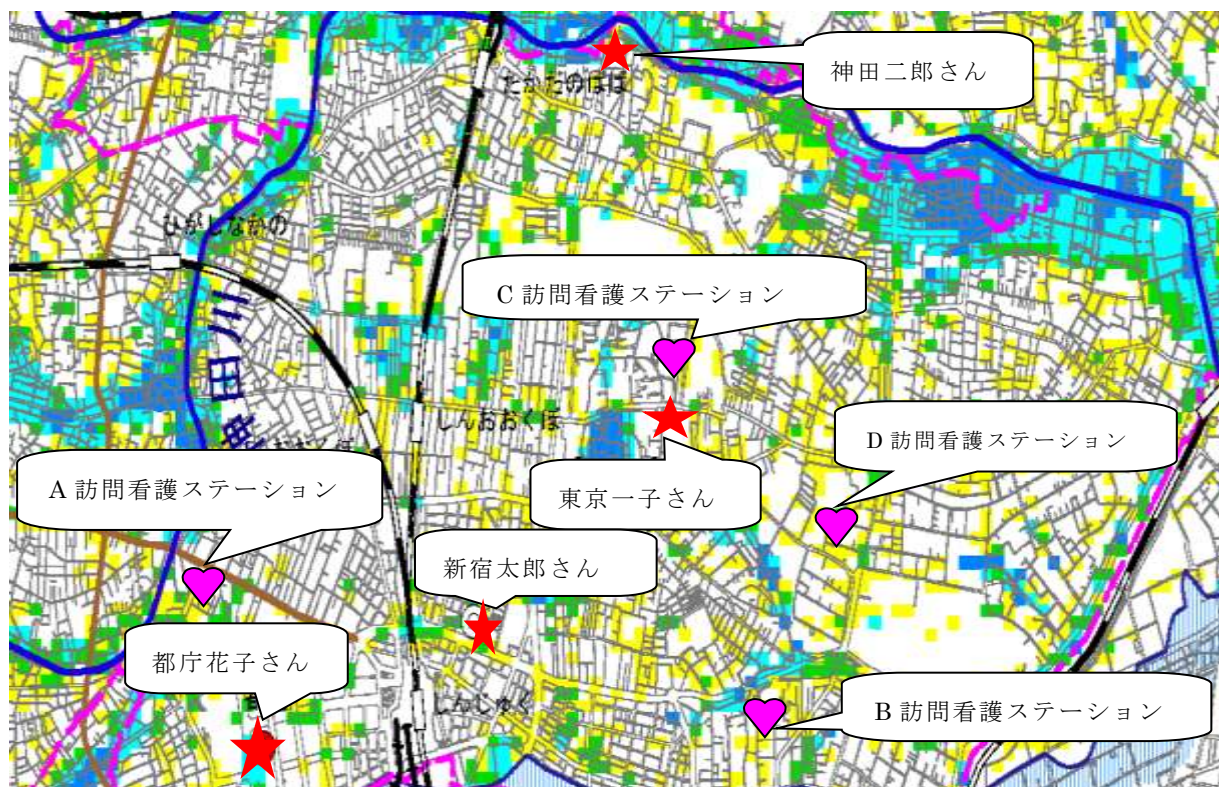 神田二郎さん
たかだのばば
ひがしなかの
C 訪問看護ステーション
しんおおくぼ
D 訪問看護ステーション
A 訪問看護ステーション
東京一子さん
新宿太郎さん
都庁花子さん
しんじゅく
B 訪問看護ステーション